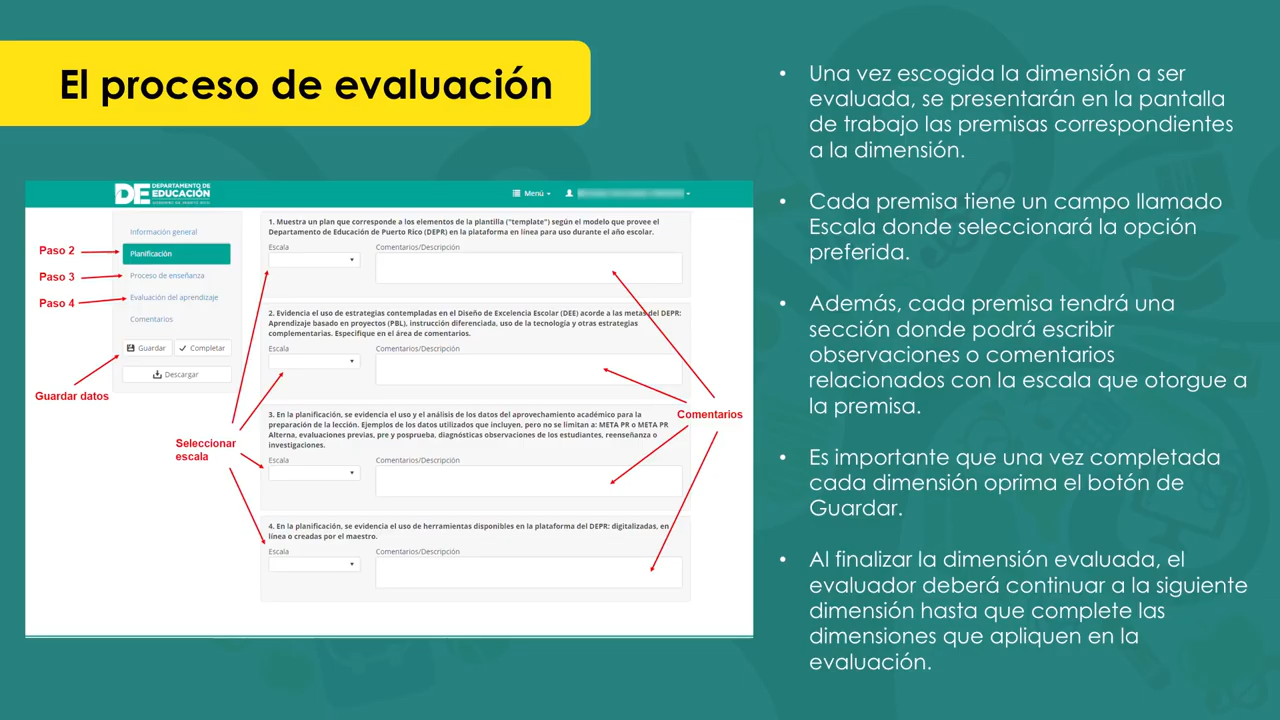 El proceso de evaluación
DE DEPARTAMENTO DE
EDUCACIÓN
Menú
Información general
Planificación
Proceso de enseñanza
Evaluación del aprendizaje
Comentarios
Guardar
Completar
Descargar
Paso 2
Paso 3
Paso 4
Guardar datos
Seleccionar
escala
Comentarios
1. Muestra un plan que corresponde a los elementos de la plantilla ("template") según el modelo que provee el
Departamento de Educación de Puerto Rico (DEPR) en la plataforma en línea para uso durante el año escolar.
Escala
Comentarios/Descripción
2. Evidencia el uso de estrategias contempladas en el Diseño de Excelencia Escolar (DEE) acorde a las metas del DEPR:
Aprendizaje basado en proyectos (PBL), instrucción diferenciada, uso de la tecnología y otras estrategias
complementarias. Especifique en el área de comentarios.
Escala
Comentarios/Descripción
3. En la planificación, se evidencia el uso y el análisis de los datos del aprovechamiento académico para la
preparación de la lección. Ejemplos de los datos utilizados que incluyen, pero no se limitan a: META PR o META PR
Alterna, evaluaciones previas, pre y posprueba, diagnósticos observaciones de los estudiantes, reenseñanza o
investigaciones.
Escala
Comentarios/Descripción
4. En la planificación, se evidencia el uso de herramientas disponibles en la plataforma del DEPR: digitalizadas, en
línea o creadas por el maestro.
Escala
Comentarios/Descripción
• Una vez escogida la dimensión a ser
evaluada, se presentarán en la pantalla
de trabajo las premisas correspondientes
a la dimensión.
• Cada premisa tiene un campo llamado
Escala donde seleccionará la opción
preferida.
• Además, cada premisa tendrá una
sección donde podrá escribir
observaciones o comentarios
relacionados con la escala que otorgue a
la premisa.
• Es importante que una vez completada
cada dimensión oprima el botón de
Guardar.
• Al finalizar la dimensión evaluada, el
evaluador deberá continuar a la siguiente
dimensión hasta que complete las
dimensiones que apliquen en la
evaluación.